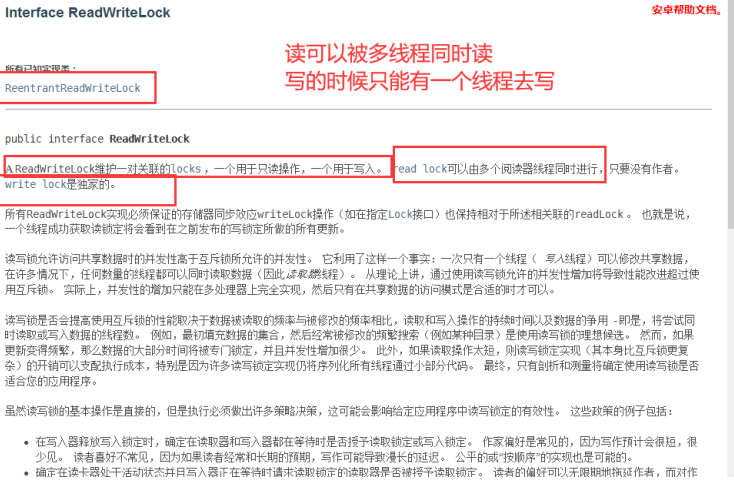 Interface ReadWriteLock
安卓帮助文档。
读可以被多线程同时读
写的时候只能有一个线程去写
所有已知实现类：
ReentrantReadWriteLock
public interface ReadWriteLock
A ReadWriteLock维护一对关联的locks ，一个用于只读操作，一个用于写入。 read lock可以由多个阅读器线程同时进行，只要没有作者。
write lock是独家的。
所有ReadWriteLock实现必须保证的存储器同步效应writeLock操作（如在指定Lock接口）也保持相对于所述相关联的readLock 。 也就是说，
一个线程成功获取读锁定将会看到在之前发布的写锁定所做的所有更新。
读写锁允许访问共享数据时的并发性高于互斥锁所允许的并发性。 它利用了这样一个事实：一次只有一个线程（ 写入线程）可以修改共享数据，
在许多情况下，任何数量的线程都可以同时读取数据（因此读取器线程）。 从理论上讲，通过使用读写锁允许的并发性增加将导致性能改进超过使
用互斥锁。 实际上，并发性的增加只能在多处理器上完全实现，然后只有在共享数据的访问模式是合适的时才可以。
读写锁是否会提高使用互斥锁的性能取决于数据被读取的频率与被修改的频率相比，读取和写入操作的持续时间以及数据的争用 -即是，将尝试同
时读取或写入数据的线程数。 例如，最初填充数据的集合，然后经常被修改的频繁搜索（例如某种目录）是使用读写锁的理想候选。 然而，如果
更新变得频繁，那么数据的大部分时间将被专门锁定，并且并发性增加很少。 此外，如果读取操作太短，则读写锁定实现（其本身比互斥锁更复
杂）的开销可以支配执行成本，特别是因为许多读写锁定实现仍将序列化所有线程通过小部分代码。 最终，只有剖析和测量将确定使用读写锁是否
适合您的应用程序。
虽然读写锁的基本操作是直接的，但是执行必须做出许多策略决策，这可能会影响给定应用程序中读写锁定的有效性。 这些政策的例子包括：
在写入器释放写入锁定时，确定在读取器和写入器都在等待时是否授予读取锁定或写入锁定。 作家偏好是常见的，因为写作预计会很短，很
少见。 读者喜好不常见，因为如果读者经常和长期的预期，写作可能导致漫长的延迟。 公平的或“按顺序”的实现也是可能的。
确定在读卡器处于活动状态并且写入器正在等待时请求读取锁定的读取器是否被授予读取锁定。 读者的偏好可以无限期地拖延作者，而对作